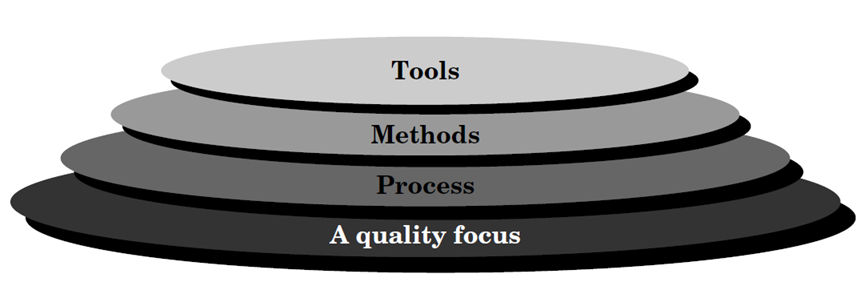 Tools
Methods
Process
A quality focus